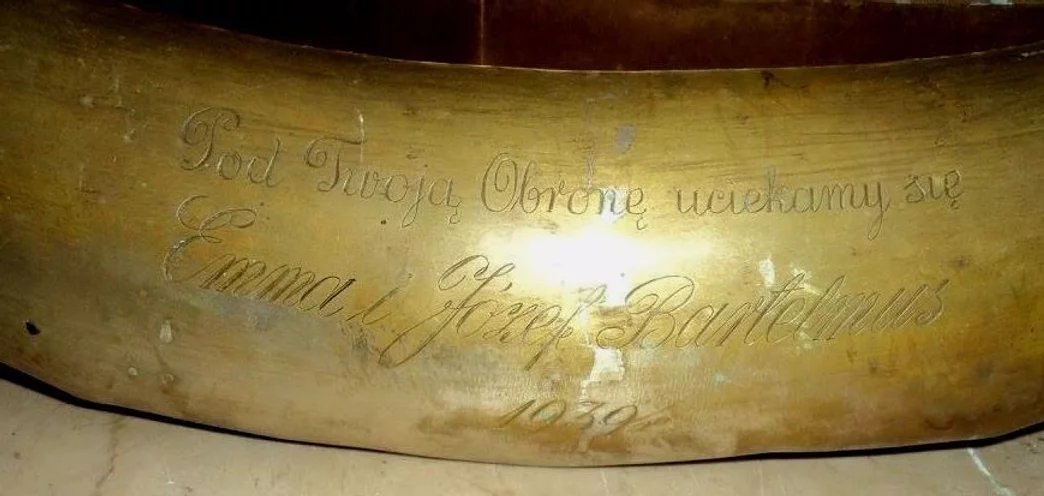 Pod Twoją Obronę uciekamy się
Emma i Józef Bartelmus
1939 r